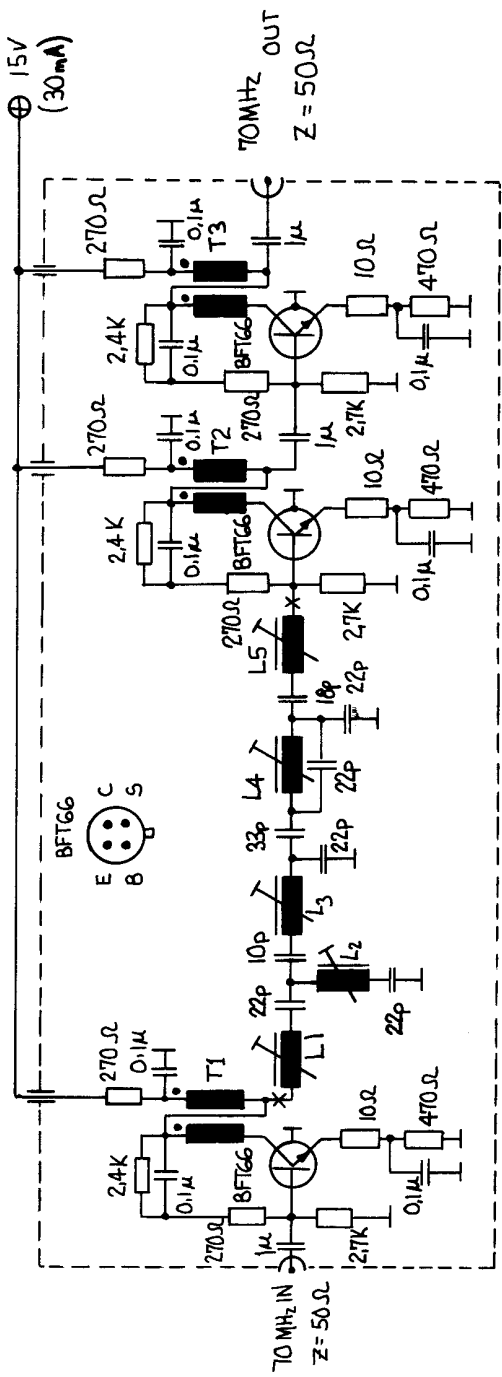 15V
(30mA)
270Ω
0.1µ
T1
2,4K
0.1µ
BFT66
270Ω
1µ
2.7K
10Ω
470Ω
0,1µ
70MHz IN
Z=50Ω
BFT66
E C
B S
L1
22p
L2
22p
10p
L3
22p
33p
L4
22p
18p
22p
L5
270Ω
0.1µ
T2
2,4K
0.1µ
BFT66
270Ω
2,7K
10Ω
470Ω
0.1µ
1µ
270Ω
0.1µ
T3
2,4K
0.1µ
BFT66
270Ω
2.7K
10Ω
470Ω
0,1µ
1µ
70MHz
OUT
Z=50Ω